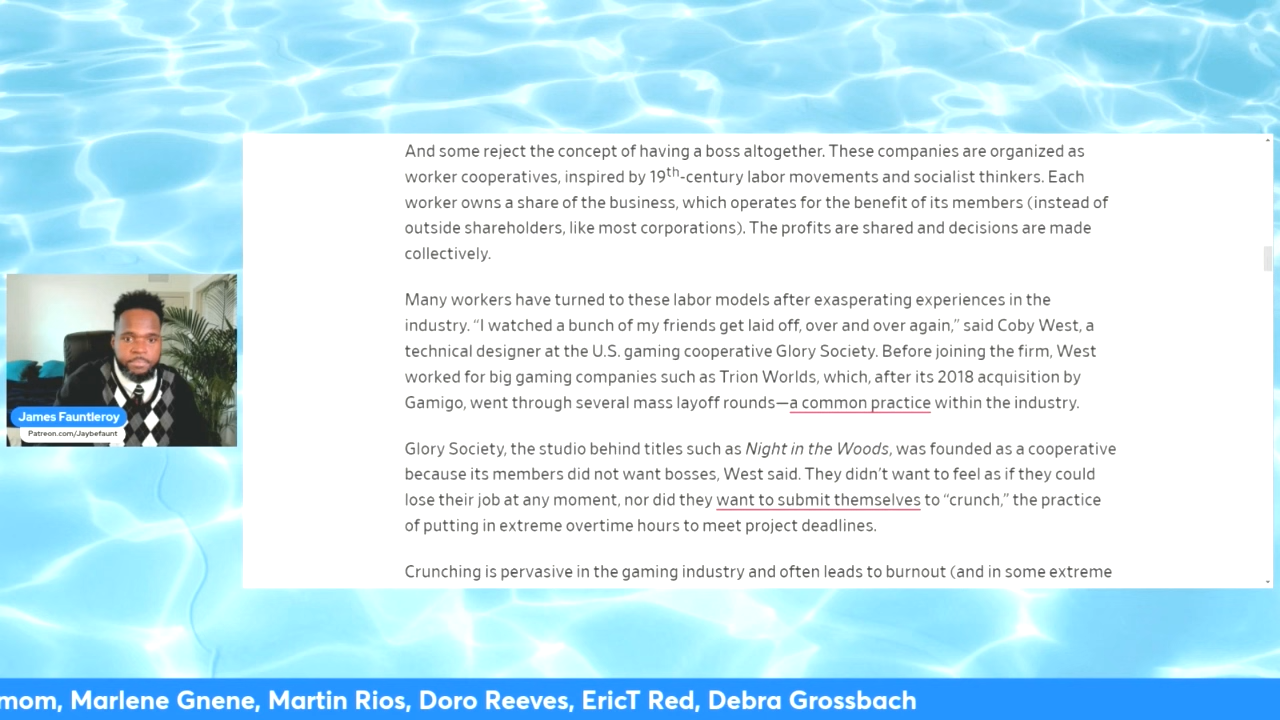 And some reject the concept of having a boss altogether. These companies are organized as
worker cooperatives, inspired by 19th-century labor movements and socialist thinkers. Each
worker owns a share of the business, which operates for the benefit of its members (instead of
outside shareholders, like most corporations). The profits are shared and decisions are made
collectively.
Many workers have turned to these labor models after exasperating experiences in the
industry. “I watched a bunch of my friends get laid off, over and over again,” said Coby West, a
technical designer at the U.S. gaming cooperative Glory Society. Before joining the firm, West
worked for big gaming companies such as Trion Worlds, which, after its 2018 acquisition by
Gamigo, went through several mass layoff rounds—a common practice within the industry.
Glory Society, the studio behind titles such as Night in the Woods, was founded as a cooperative
because its members did not want bosses, West said. They didn’t want to feel as if they could
lose their job at any moment, nor did they want to submit themselves to “crunch,” the practice
of putting in extreme overtime hours to meet project deadlines.
Crunching is pervasive in the gaming industry and often leads to burnout (and in some extreme
James Fauntleroy
Patreon.com/Jaybefaunt
mom, Marlene Gnene, Martin Rios, Doro Reeves, EricT Red, Debra Grossbach